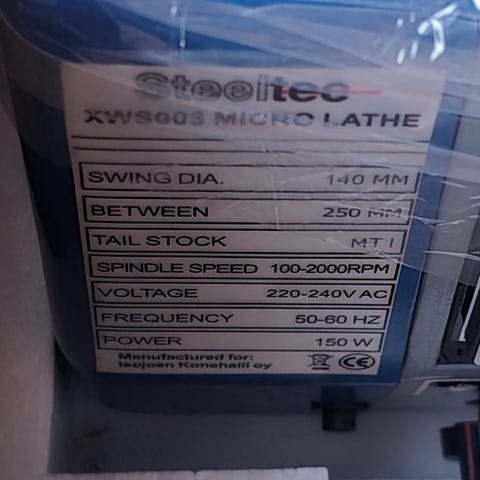 Steeltec
XWS003 MICRO LATHE
SWING DIA. 140 MM
BETWEEN 250 MM
TAIL STOCK MT I
SPINDLE SPEED 100-2000RPM
VOLTAGE 220-240V AC
FREQUENCY 50-60 HZ
POWER 150 W
Manufactured for:
Isojoen Konehalli oy
CE